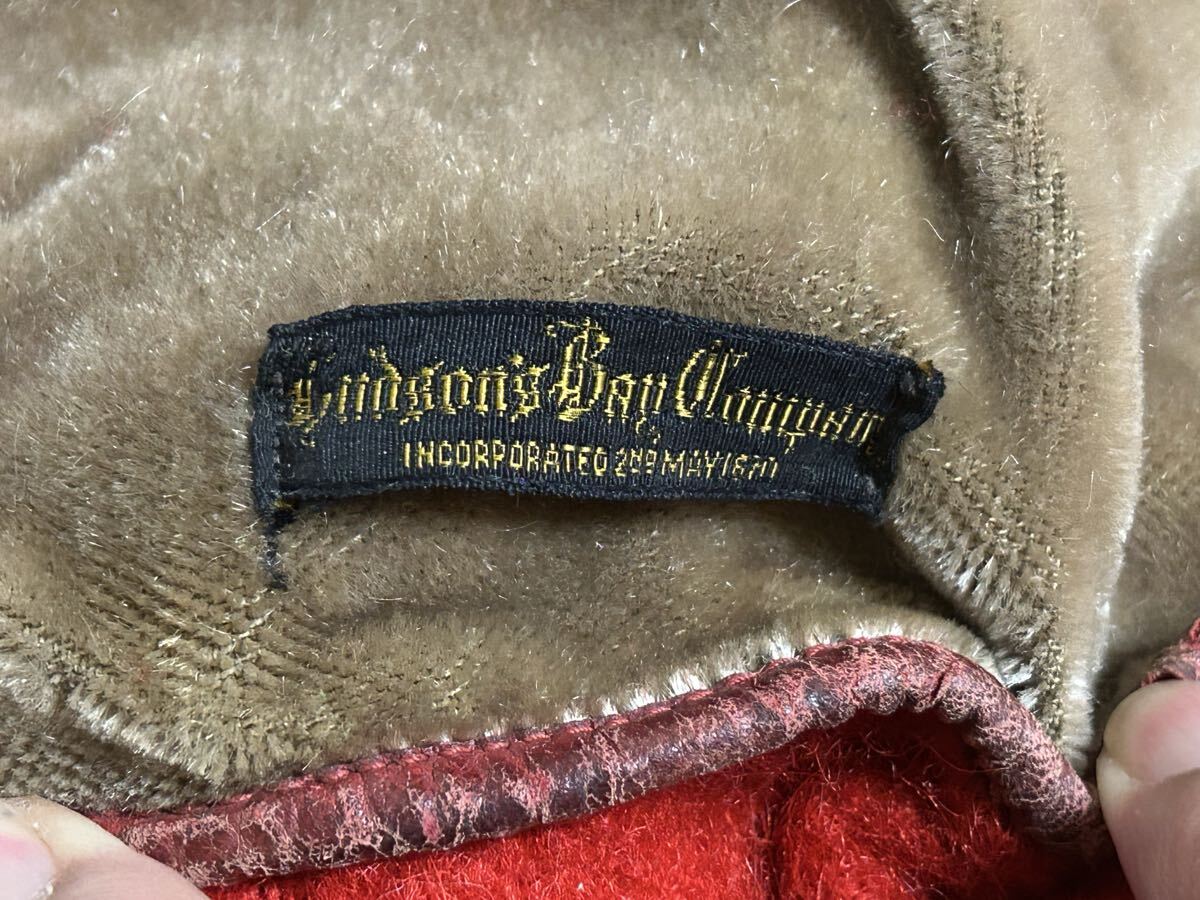 Hudson's Bay Company
INCORPORATED 2ND MAY 1670